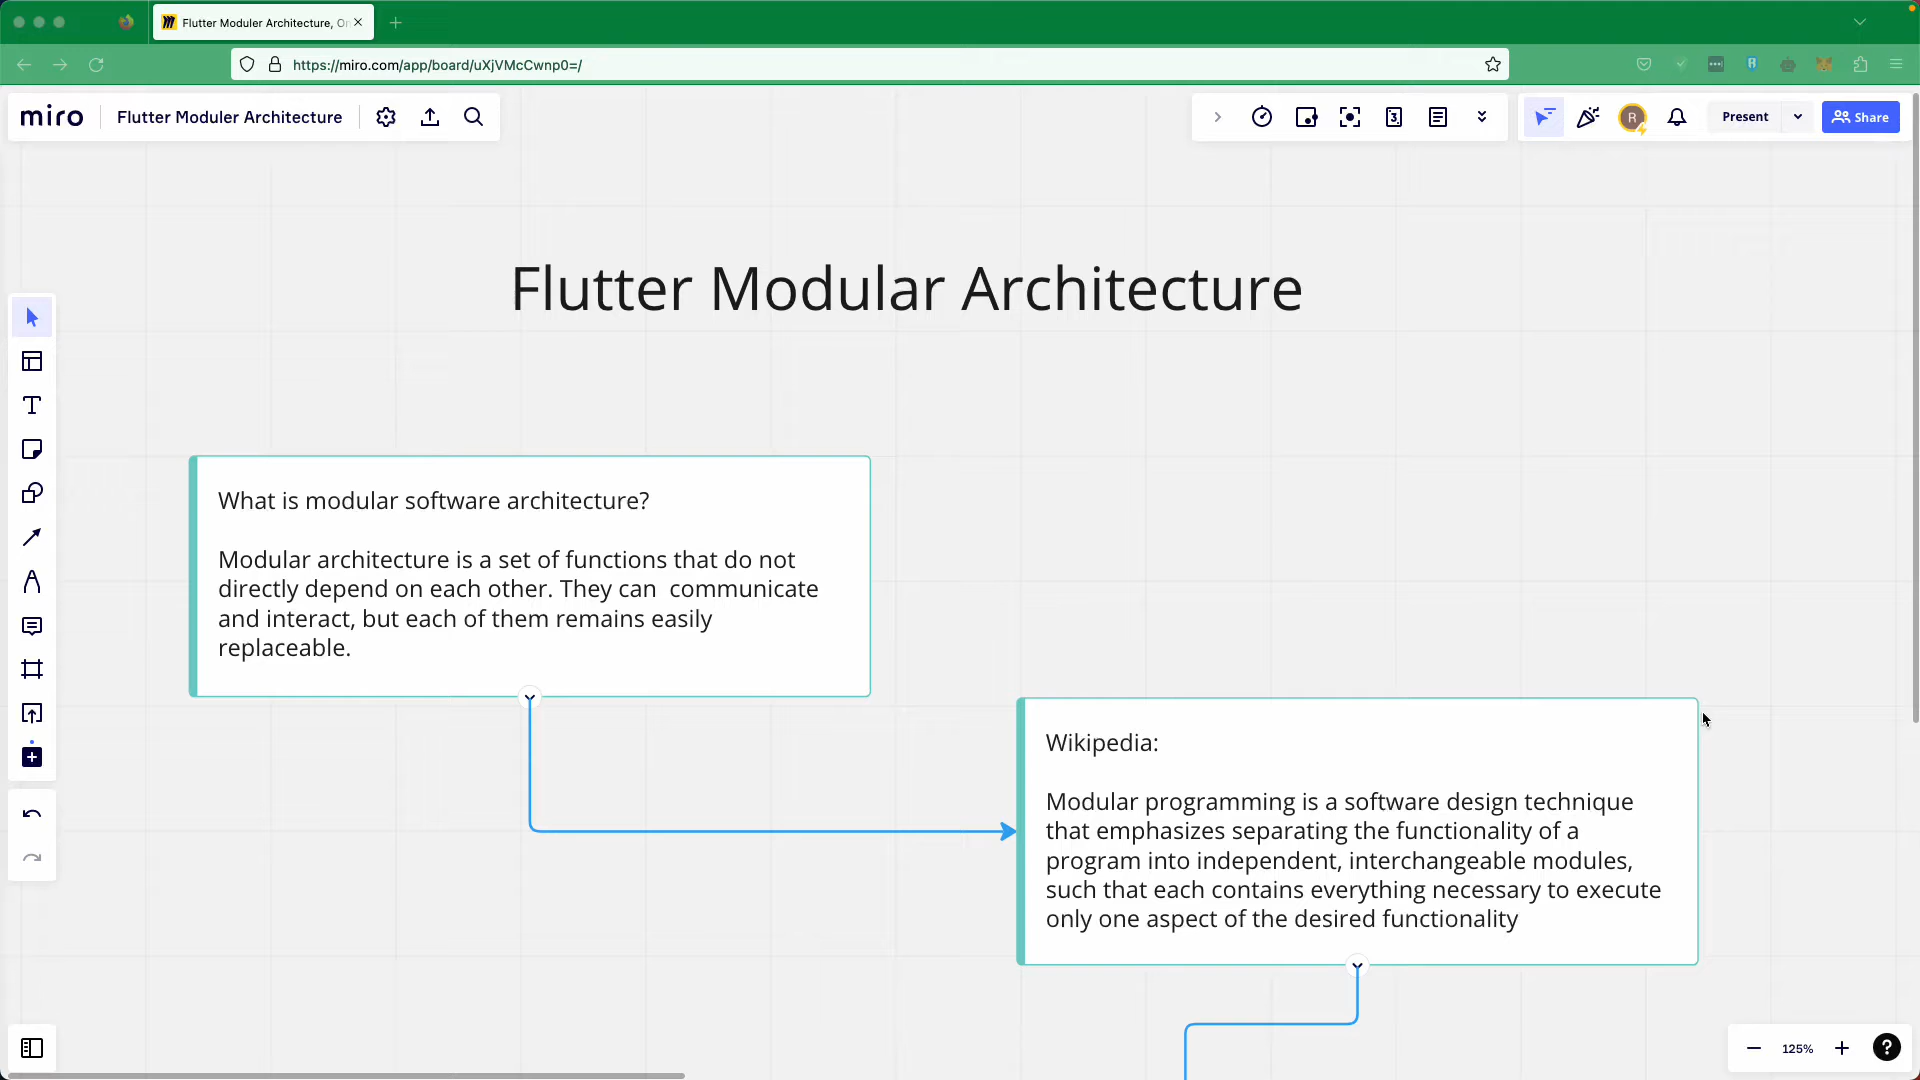 Flutter Moduler Architecture, On
https://miro.com/app/board/uXjVMcCwnp0=/
miro
Flutter Moduler Architecture
3
R
Present
Share
Flutter Modular Architecture
What is modular software architecture?
Modular architecture is a set of functions that do not
directly depend on each other. They can  communicate
and interact, but each of them remains easily
replaceable.
Wikipedia:
Modular programming is a software design technique
that emphasizes separating the functionality of a
program into independent, interchangeable modules,
such that each contains everything necessary to execute
only one aspect of the desired functionality
125%